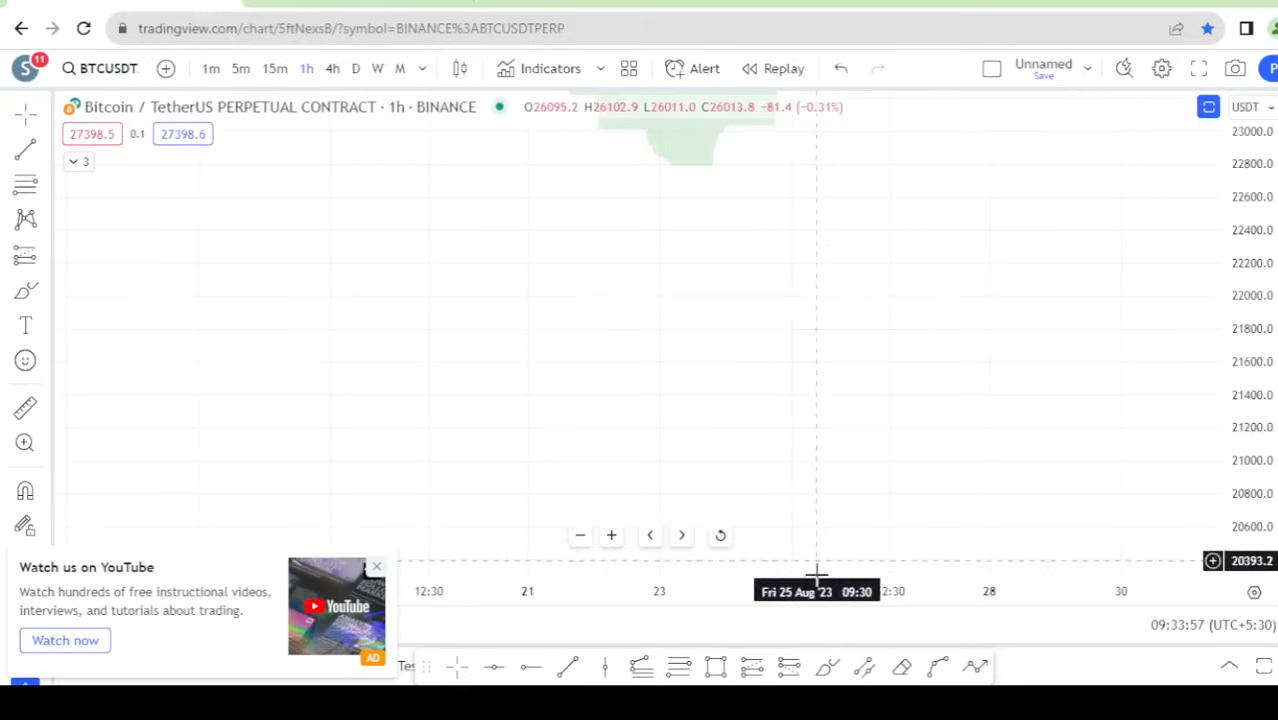 tradingview.com/chart/5ftNexsB/?symbol=BINANCE%3ABTCUSDTPERP
S 11 BTCUSDT. 1m 5m 15m 1h 4h D W M Indicators Alert Replay Unnamed Save
Bitcoin / TetherUS PERPETUAL CONTRACT · 1h · BINANCE O26095.2 H26102.9 L26011.0 C26013.8 −81.4 (−0.31%) USDT
27398.5 0.1 27398.6
3
23000.0
22800.0
22600.0
22400.0
22200.0
22000.0
21800.0
21600.0
21400.0
21200.0
21000.0
20800.0
20600.0
20393.2
Watch us on YouTube
Watch hundreds of free instructional videos,
interviews, and tutorials about trading.
Watch now
YouTube
AD
12:30 21 23 Fri 25 Aug '23 09:30 2:30 28 30
09:33:57 (UTC+5:30)
Tes